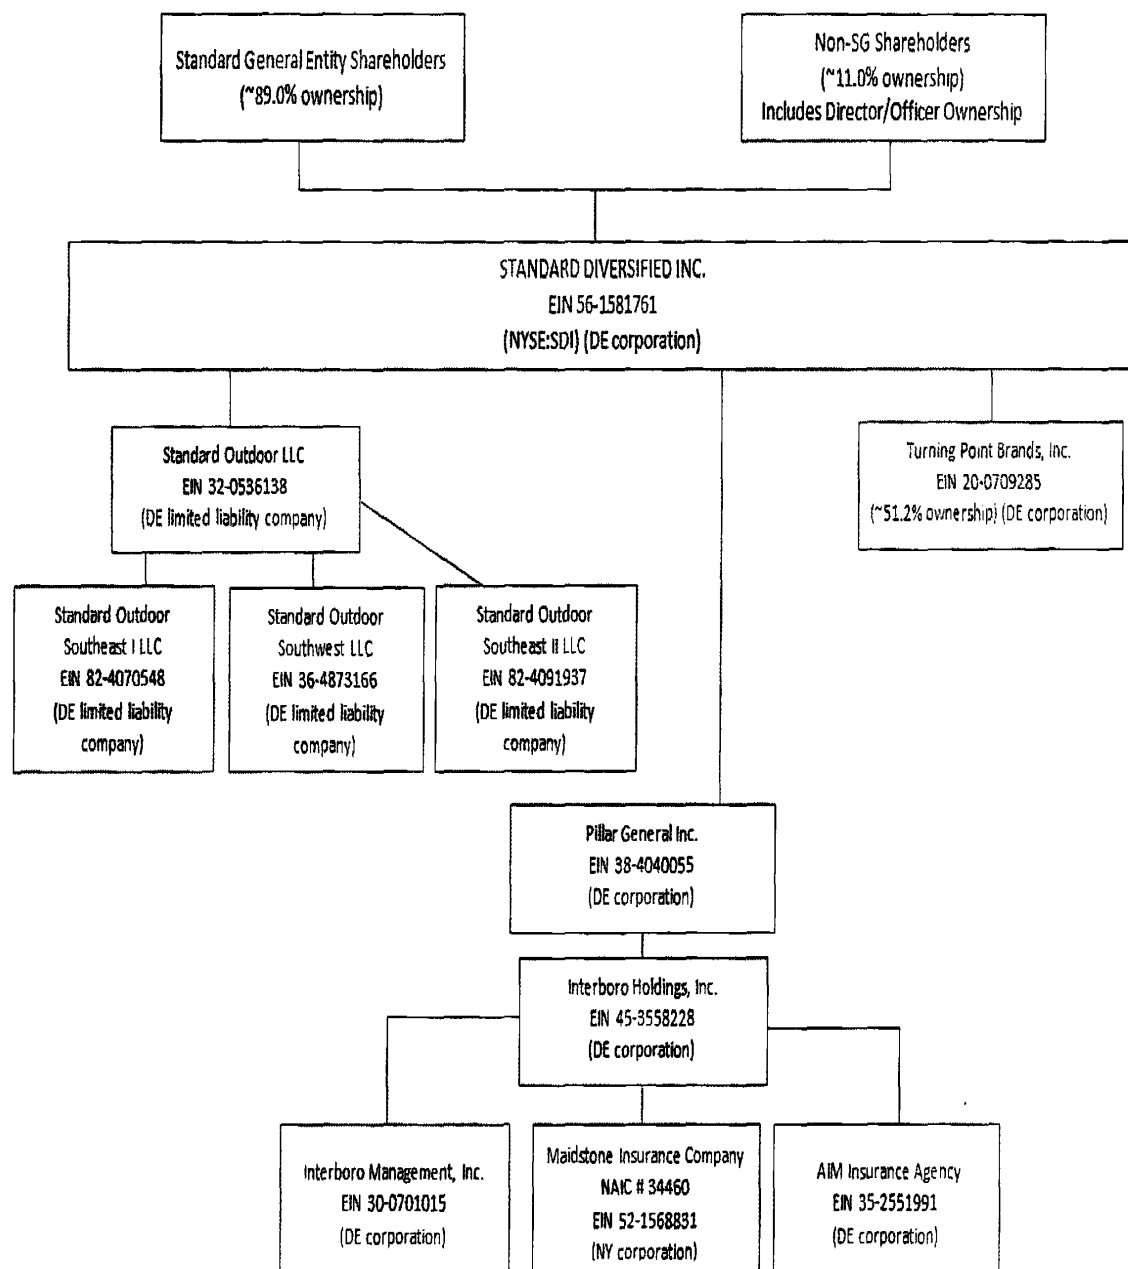 Standard General Entity Shareholders
(~89.0% ownership)
Non-SG Shareholders
(~11.0% ownership)
Includes Director/Officer Ownership
STANDARD DIVERSIFIED INC.
EIN 56-1581761
(NYSE:SDI) (DE corporation)
Standard Outdoor LLC
EIN 32-0536138
(DE limited liability company)
Turning Point Brands, Inc.
EIN 20-0709285
(~51.2% ownership) (DE corporation)
Standard Outdoor
Southeast I LLC
EIN 82-4070548
(DE limited liability
company)
Standard Outdoor
Southwest LLC
EIN 36-4873166
(DE limited liability
company)
Standard Outdoor
Southeast II LLC
EIN 82-4091937
(DE limited liability
company)
Pillar General Inc.
EIN 38-4040055
(DE corporation)
Interboro Holdings, Inc.
EIN 45-3558228
(DE corporation)
Interboro Management, Inc.
EIN 30-0701015
(DE corporation)
Maidstone Insurance Company
NAIC # 34460
EIN 52-1568831
(NY corporation)
AIM Insurance Agency
EIN 35-2551991
(DE corporation)